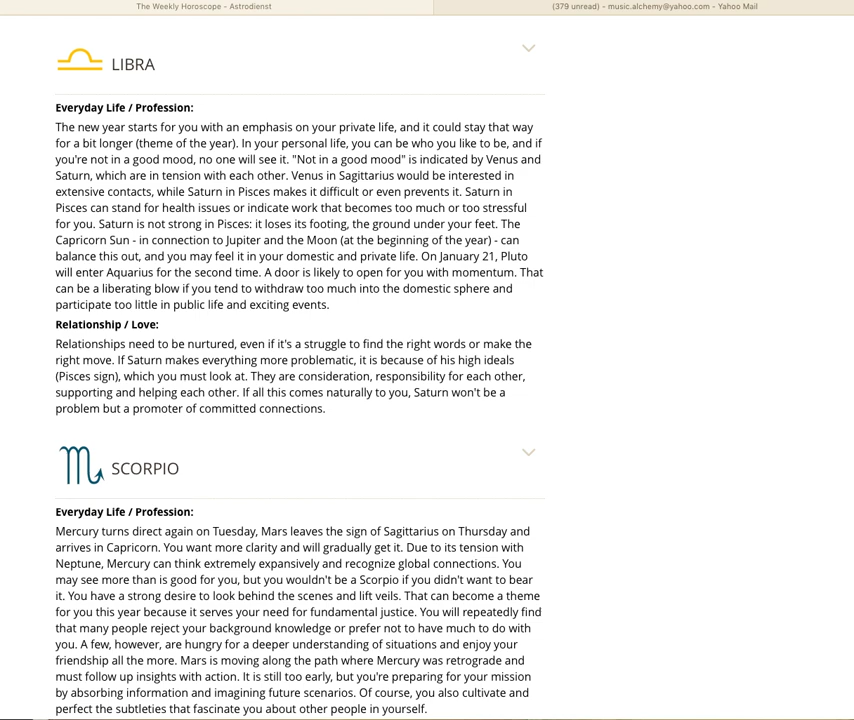 The Weekly Horoscope - Astrodienst
(379 unread) - music.alchemy@yahoo.com - Yahoo Mail
LIBRA
Everyday Life / Profession:
The new year starts for you with an emphasis on your private life, and it could stay that way
for a bit longer (theme of the year). In your personal life, you can be who you like to be, and if
you're not in a good mood, no one will see it. "Not in a good mood" is indicated by Venus and
Saturn, which are in tension with each other. Venus in Sagittarius would be interested in
extensive contacts, while Saturn in Pisces makes it difficult or even prevents it. Saturn in
Pisces can stand for health issues or indicate work that becomes too much or too stressful
for you. Saturn is not strong in Pisces: it loses its footing, the ground under your feet. The
Capricorn Sun - in connection to Jupiter and the Moon (at the beginning of the year) - can
balance this out, and you may feel it in your domestic and private life. On January 21, Pluto
will enter Aquarius for the second time. A door is likely to open for you with momentum. That
can be a liberating blow if you tend to withdraw too much into the domestic sphere and
participate too little in public life and exciting events.
Relationship / Love:
Relationships need to be nurtured, even if it's a struggle to find the right words or make the
right move. If Saturn makes everything more problematic, it is because of his high ideals
(Pisces sign), which you must look at. They are consideration, responsibility for each other,
supporting and helping each other. If all this comes naturally to you, Saturn won't be a
problem but a promoter of committed connections.
SCORPIO
Everyday Life / Profession:
Mercury turns direct again on Tuesday, Mars leaves the sign of Sagittarius on Thursday and
arrives in Capricorn. You want more clarity and will gradually get it. Due to its tension with
Neptune, Mercury can think extremely expansively and recognize global connections. You
may see more than is good for you, but you wouldn't be a Scorpio if you didn't want to bear
it. You have a strong desire to look behind the scenes and lift veils. That can become a theme
for you this year because it serves your need for fundamental justice. You will repeatedly find
that many people reject your background knowledge or prefer not to have much to do with
you. A few, however, are hungry for a deeper understanding of situations and enjoy your
friendship all the more. Mars is moving along the path where Mercury was retrograde and
must follow up insights with action. It is still too early, but you're preparing for your mission
by absorbing information and imagining future scenarios. Of course, you also cultivate and
perfect the subtleties that fascinate you about other people in yourself.